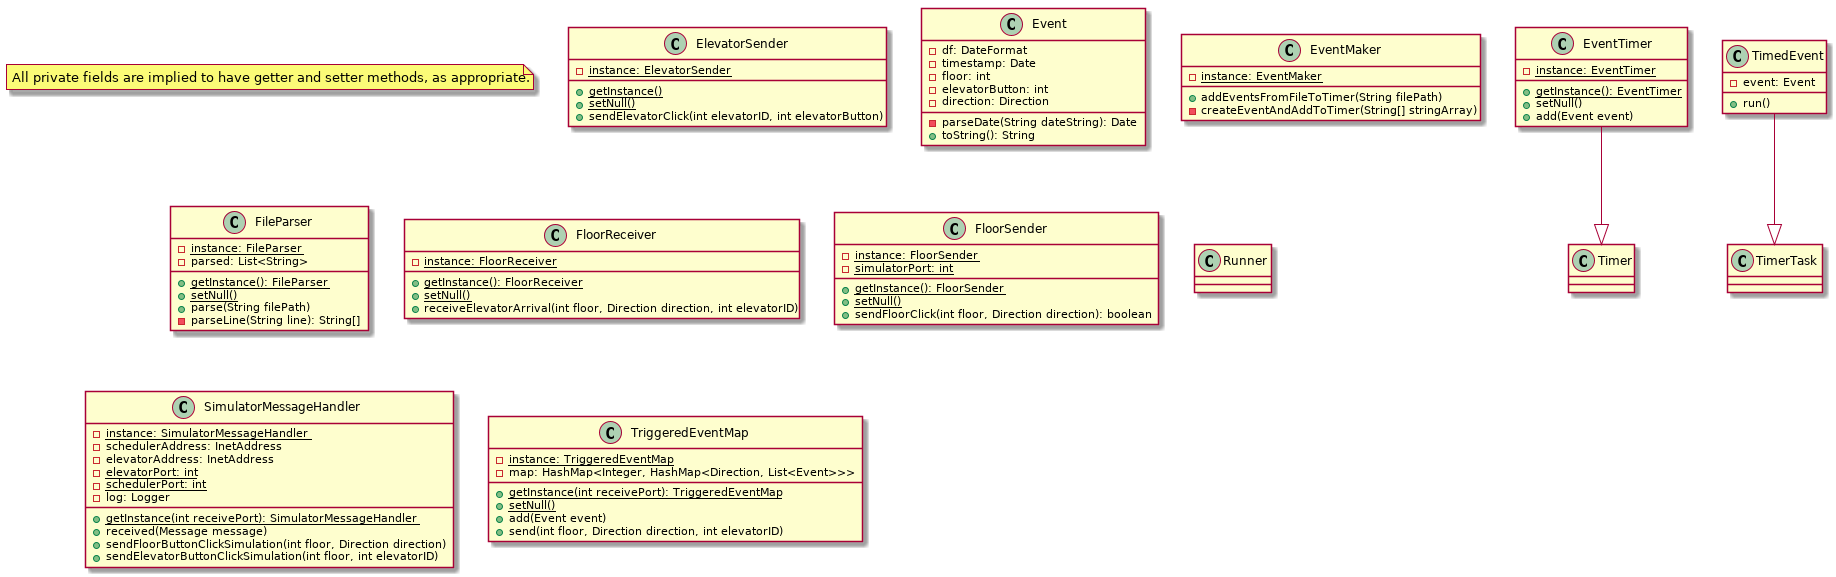 All private fields are implied to have getter and setter methods, as appropriate.
C ElevatorSender
instance: ElevatorSender
getInstance()
setNull()
sendElevatorClick(int elevatorID, int elevatorButton)
C Event
df: DateFormat
timestamp: Date
floor: int
elevatorButton: int
direction: Direction
parseDate(String dateString): Date
toString(): String
C EventMaker
instance: EventMaker
addEventsFromFileToTimer(String filePath)
createEventAndAddToTimer(String[] stringArray)
C EventTimer
instance: EventTimer
getInstance(): EventTimer
setNull()
add(Event event)
C TimedEvent
event: Event
run()
C FileParser
instance: FileParser
parsed: List<String>
getInstance(): FileParser
setNull()
parse(String filePath)
parseLine(String line): String[]
C FloorReceiver
instance: FloorReceiver
getInstance(): FloorReceiver
setNull()
receiveElevatorArrival(int floor, Direction direction, int elevatorID)
C FloorSender
instance: FloorSender
simulatorPort: int
getInstance(): FloorSender
setNull()
sendFloorClick(int floor, Direction direction): boolean
C Runner
C Timer
C TimerTask
C SimulatorMessageHandler
instance: SimulatorMessageHandler
schedulerAddress: InetAddress
elevatorAddress: InetAddress
elevatorPort: int
schedulerPort: int
log: Logger
getInstance(int receivePort): SimulatorMessageHandler
received(Message message)
sendFloorButtonClickSimulation(int floor, Direction direction)
sendElevatorButtonClickSimulation(int floor, int elevatorID)
C TriggeredEventMap
instance: TriggeredEventMap
map: HashMap<Integer, HashMap<Direction, List<Event>>>
getInstance(int receivePort): TriggeredEventMap
setNull()
add(Event event)
send(int floor, Direction direction, int elevatorID)